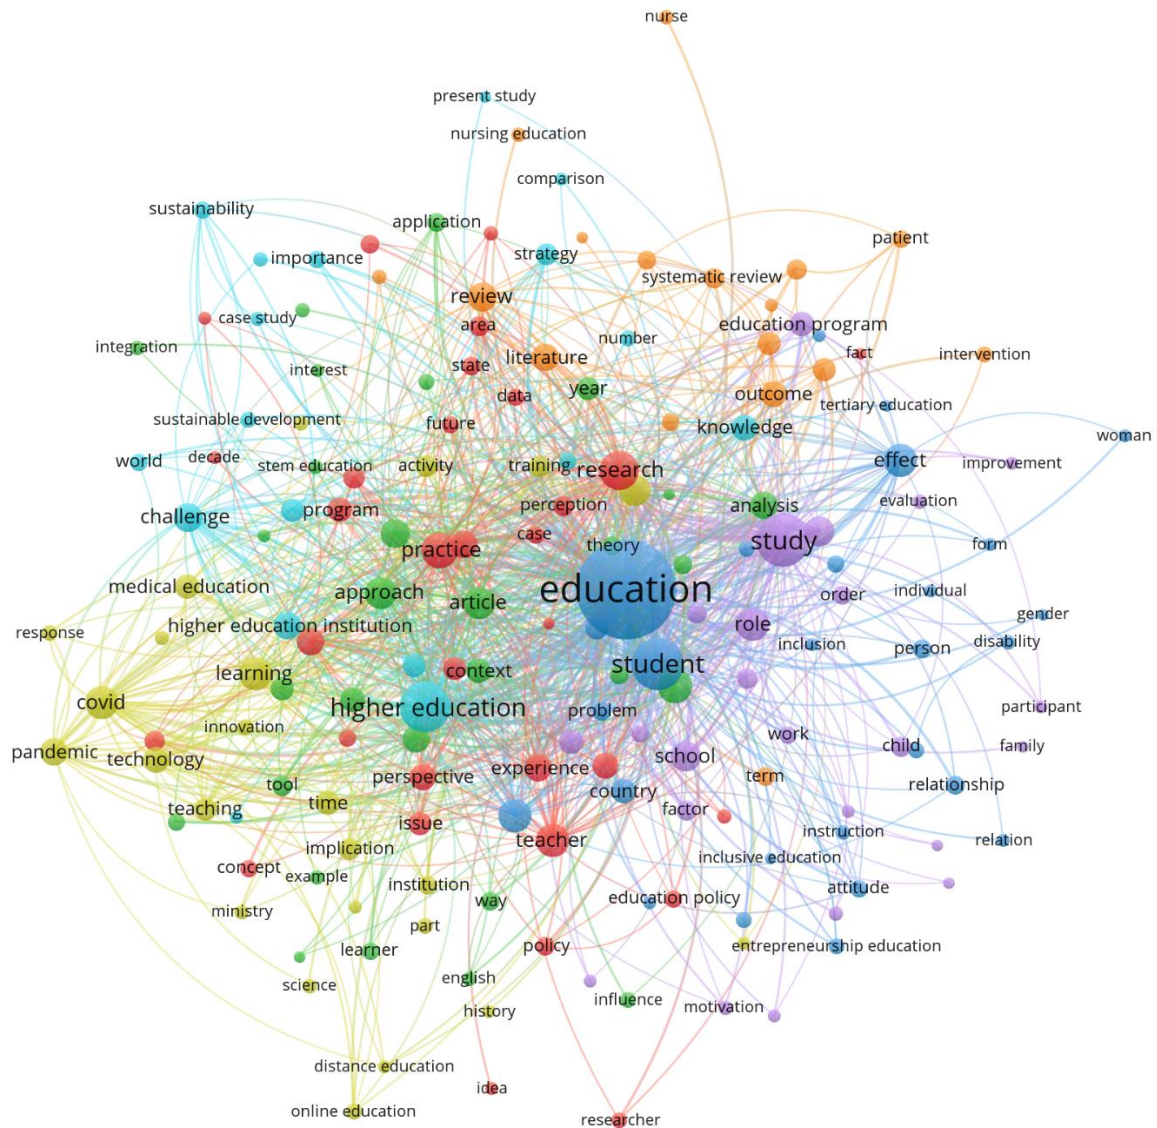 nurse
present study
nursing education
comparison
sustainability
application
patient
importance
strategy
systematic review
review
education program
case study
area
number
integration
state
literature
fact
intervention
interest
data
year
outcome
tertiary education
sustainable development
future
knowledge
woman
world
decade
stem education
activity
training
research
effect
improvement
challenge
program
perception
analysis
evaluation
practice
case
theory
study
form
medical education
approach
article
education
order
individual
gender
response
higher education institution
role
inclusion
person
disability
learning
context
student
covid
innovation
higher education
problem
participant
pandemic
technology
work
child
family
tool
perspective
experience
school
term
relationship
teaching
time
country
factor
issue
teacher
instruction
relation
implication
inclusive education
concept
example
institution
attitude
ministry
way
education policy
part
learner
policy
entrepreneurship education
science
english
influence
motivation
history
distance education
idea
online education
researcher